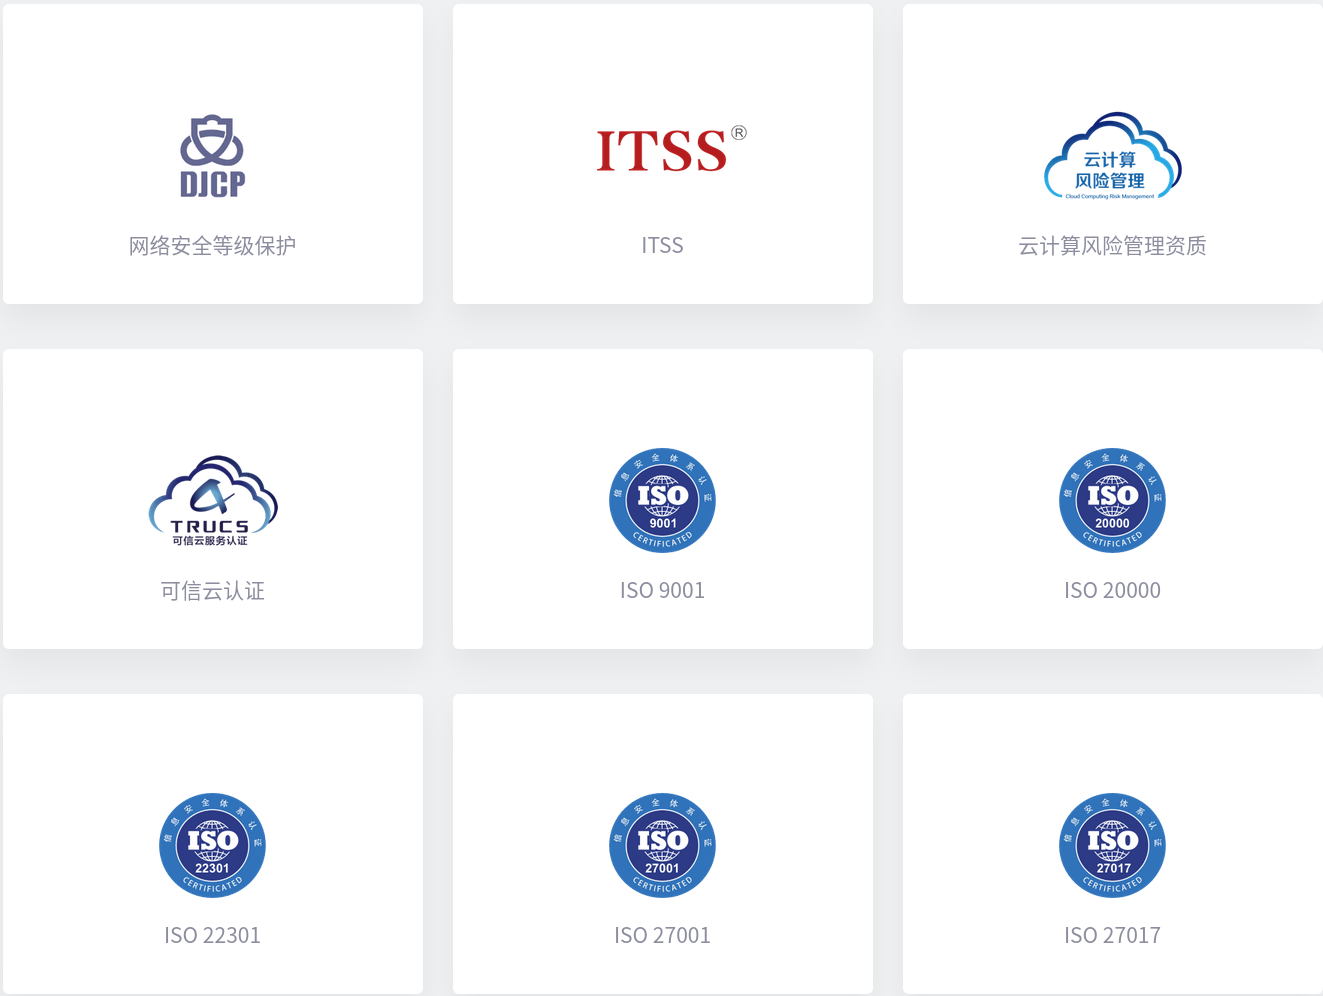 DJCP
网络安全等级保护
ITSS®
ITSS
云计算
风险管理
Cloud Computing Risk Management
云计算风险管理资质
TRUCS
可信云服务认证
可信云认证
信息安全体系认证
ISO
9001
CERTIFICATED
ISO 9001
信息安全体系认证
ISO
20000
CERTIFICATED
ISO 20000
信息安全体系认证
ISO
22301
CERTIFICATED
ISO 22301
信息安全体系认证
ISO
27001
CERTIFICATED
ISO 27001
信息安全体系认证
ISO
27017
CERTIFICATED
ISO 27017